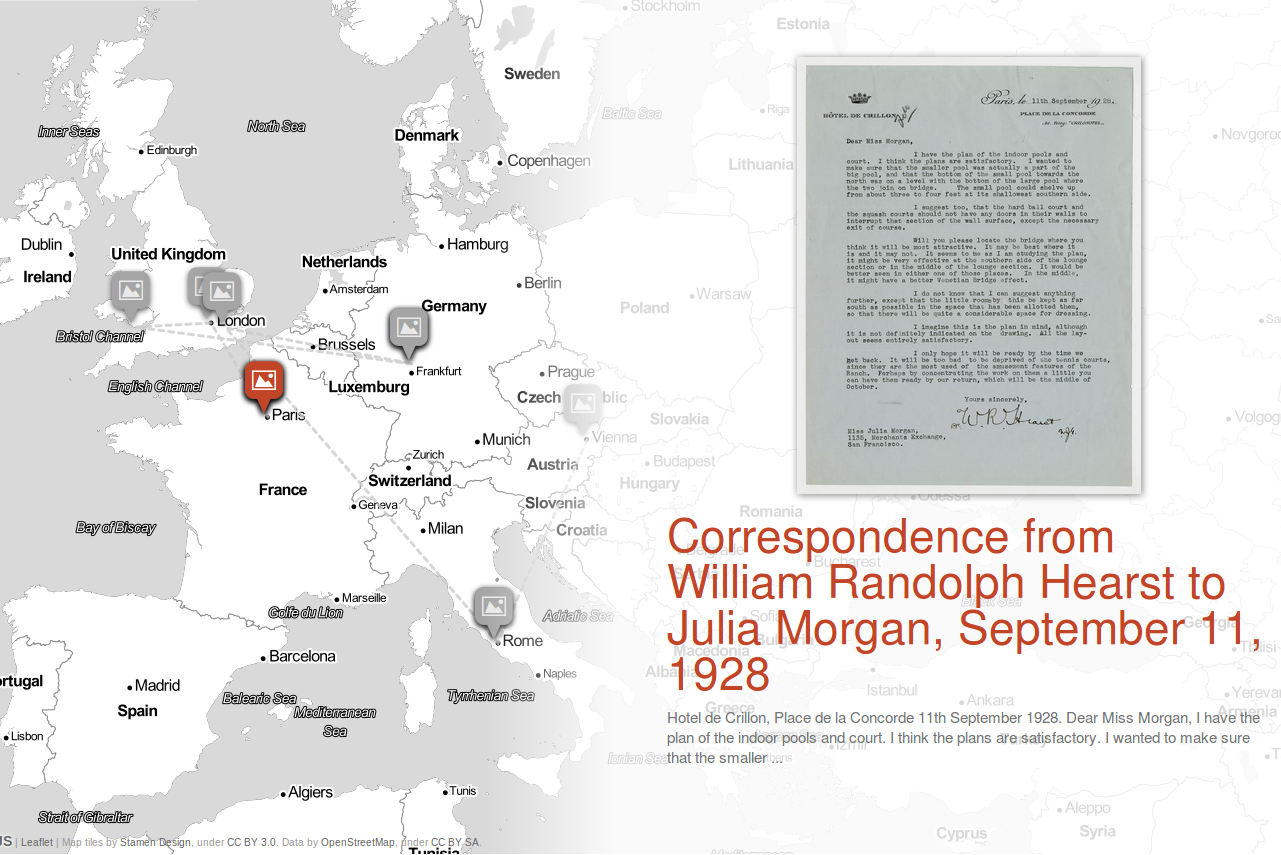 Stockholm
Estonia
Sweden
Baltic Sea
Riga
Inner Seas
North Sea
Denmark
Novgoro
Edinburgh
Copenhagen
Lithuania
Dublin
Hamburg
United Kingdom
Netherlands
Ireland
Amsterdam
Berlin
Warsaw
Germany
Poland
London
Bristol Channel
Brussels
English Channel
Luxemburg
Frankfurt
Prague
Czech blic
Paris
Slovakia
Volgog
Munich
Vienna
Zurich
Austria
Budapest
France
Switzerland
Hungary
Geneva
Slovenia
Odessa
Romania
Bay of Biscay
Milan
Croatia
Belgrade
Bucharest
Marseille
Golfe du Lion
Adriatic Sea
Sofia
Bulgaria
Georgia
Rome
Macedonia
Tbilisi
Barcelona
Albania
Naples
ortugal
Madrid
Balearic Sea
Tyrrhenian Sea
Istanbul
Ankara
Yerevan
Armenia
Spain
Mediterranean
Sea
Greece
Lisbon
Izmir
Ionian Sea
Athens
Algiers
Tunis
Strait of Gibraltar
Aleppo
Cyprus
Syria
Tunisia
JS | Leaflet | Map tiles by Stamen Design, under CC BY 3.0. Data by OpenStreetMap, under CC BY SA.
HÔTEL DE CRILLON
Paris, le 11th September 1928.
PLACE DE LA CONCORDE
Dear Miss Morgan,
I have the plan of the indoor pools and
court. I think the plans are satisfactory. I wanted to
make sure that the smaller pool was actually a part of the
big pool, and that the bottom of the small pool towards the
north was on a level with the bottom of the large pool where
the two join on bridge. The small pool could shelve up
from about three to four feet at its shallowest southern side.
I suggest too, that the hard ball court and
the squash courts should not have any doors in their walls to
interrupt that section of the wall surface, except the necessary
exit of course.
Will you please locate the bridge where you
think it will be most attractive. It may be best where it
is and it may not. It seems to me as I am studying the plan,
it might be very effective at the southern side of the lounge
section or in the middle of the lounge section. It would be
better seen in either one of those places. In the middle,
it might have a better Venetian Bridge effect.
I do not know that I can suggest anything
further, except that the little rooms by this be kept as far
south as possible in the space that has been allotted them,
so that there will be quite a considerable space for dressing.
I imagine this is the plan in mind, although
it is not definitely indicated on the drawing. All the lay-
out seems entirely satisfactory.
I only hope it will be ready by the time we
get back. It will be too bad to be deprived of the tennis courts,
since they are the most used of the amusement features of the
Ranch. Perhaps by concentrating the work on them a little you
can have them ready by our return, which will be the middle of
October.
Yours sincerely,
W. R. Hearst
Miss Julia Morgan,
1135, Merchants Exchange,
San Francisco.
Correspondence from
William Randolph Hearst to
Julia Morgan, September 11,
1928
Hotel de Crillon, Place de la Concorde 11th September 1928. Dear Miss Morgan, I have the
plan of the indoor pools and court. I think the plans are satisfactory. I wanted to make sure
that the smaller ...